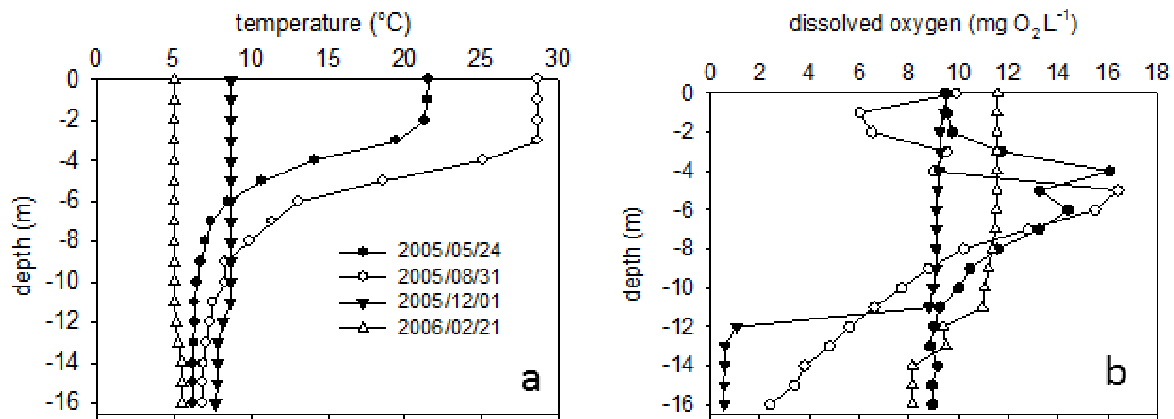 temperature (°C)
0 5 10 15 20 25 30
0
-2
-4
-6
-8
-10
-12
-14
-16
depth (m)
2005/05/24
2005/08/31
2005/12/01
2006/02/21
a
dissolved oxygen (mg O₂ L⁻¹)
0 2 4 6 8 10 12 14 16 18
0
-2
-4
-6
-8
-10
-12
-14
-16
depth (m)
b